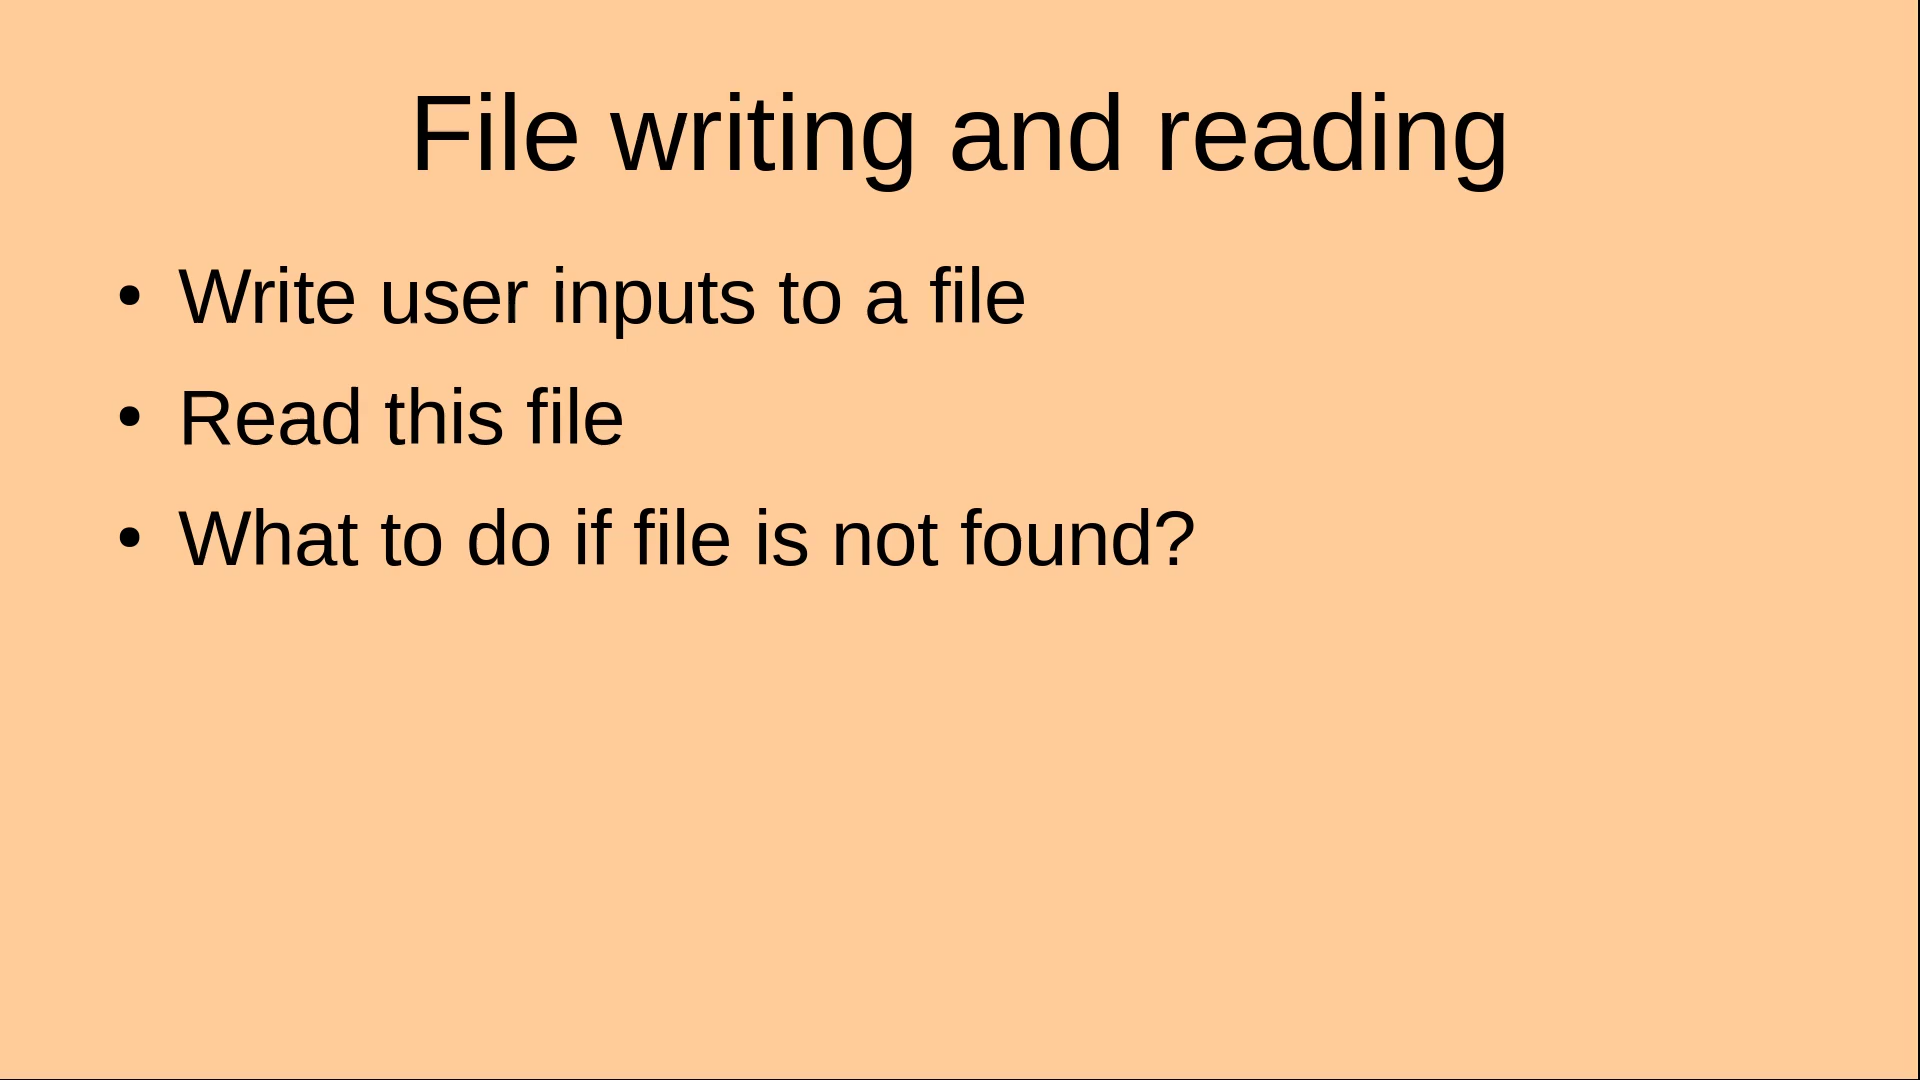 File writing and reading
• Write user inputs to a file
• Read this file
• What to do if file is not found?